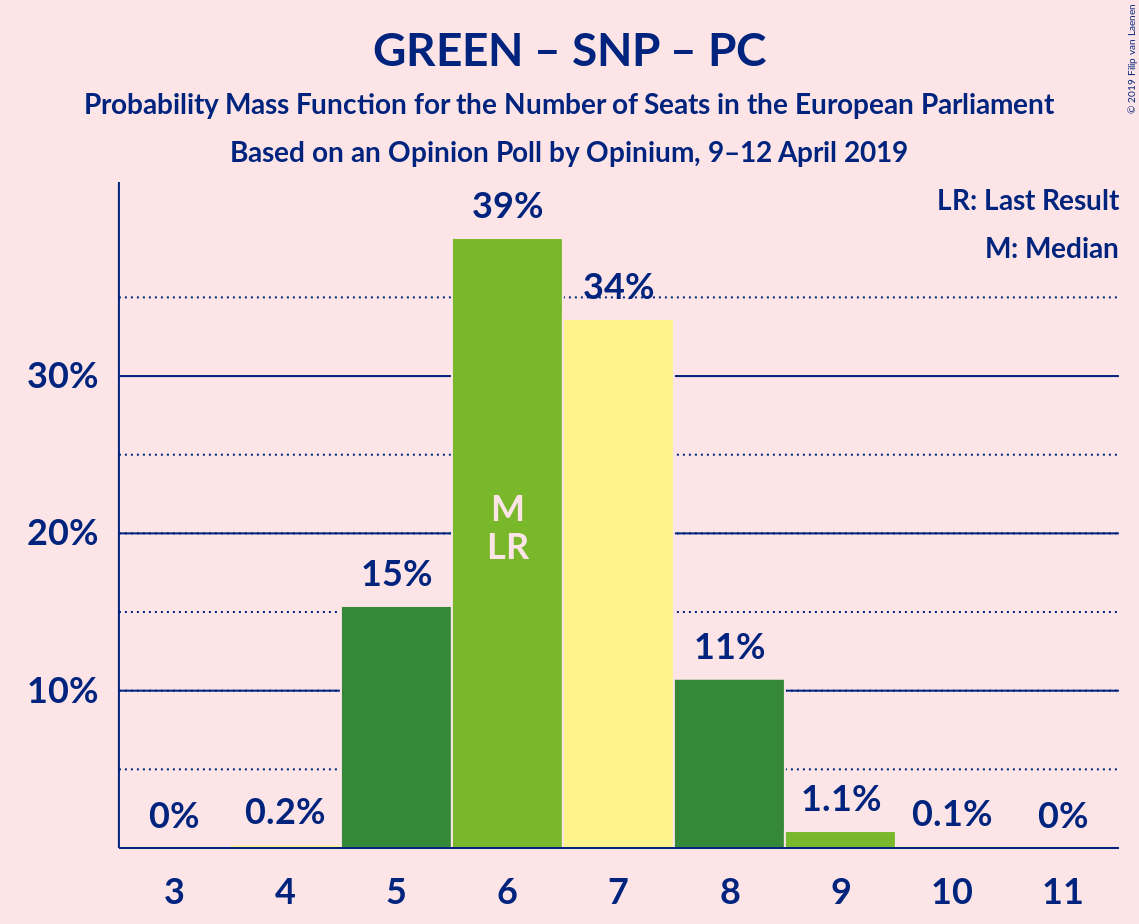 GREEN – SNP – PC
Probability Mass Function for the Number of Seats in the European Parliament
Based on an Opinion Poll by Opinium, 9–12 April 2019
© 2019 Filip van Laenen
LR: Last Result
M: Median
39%
34%
30%
20%
10%
M
LR
15%
11%
0%
0.2%
1.1%
0.1%
0%
3 4 5 6 7 8 9 10 11